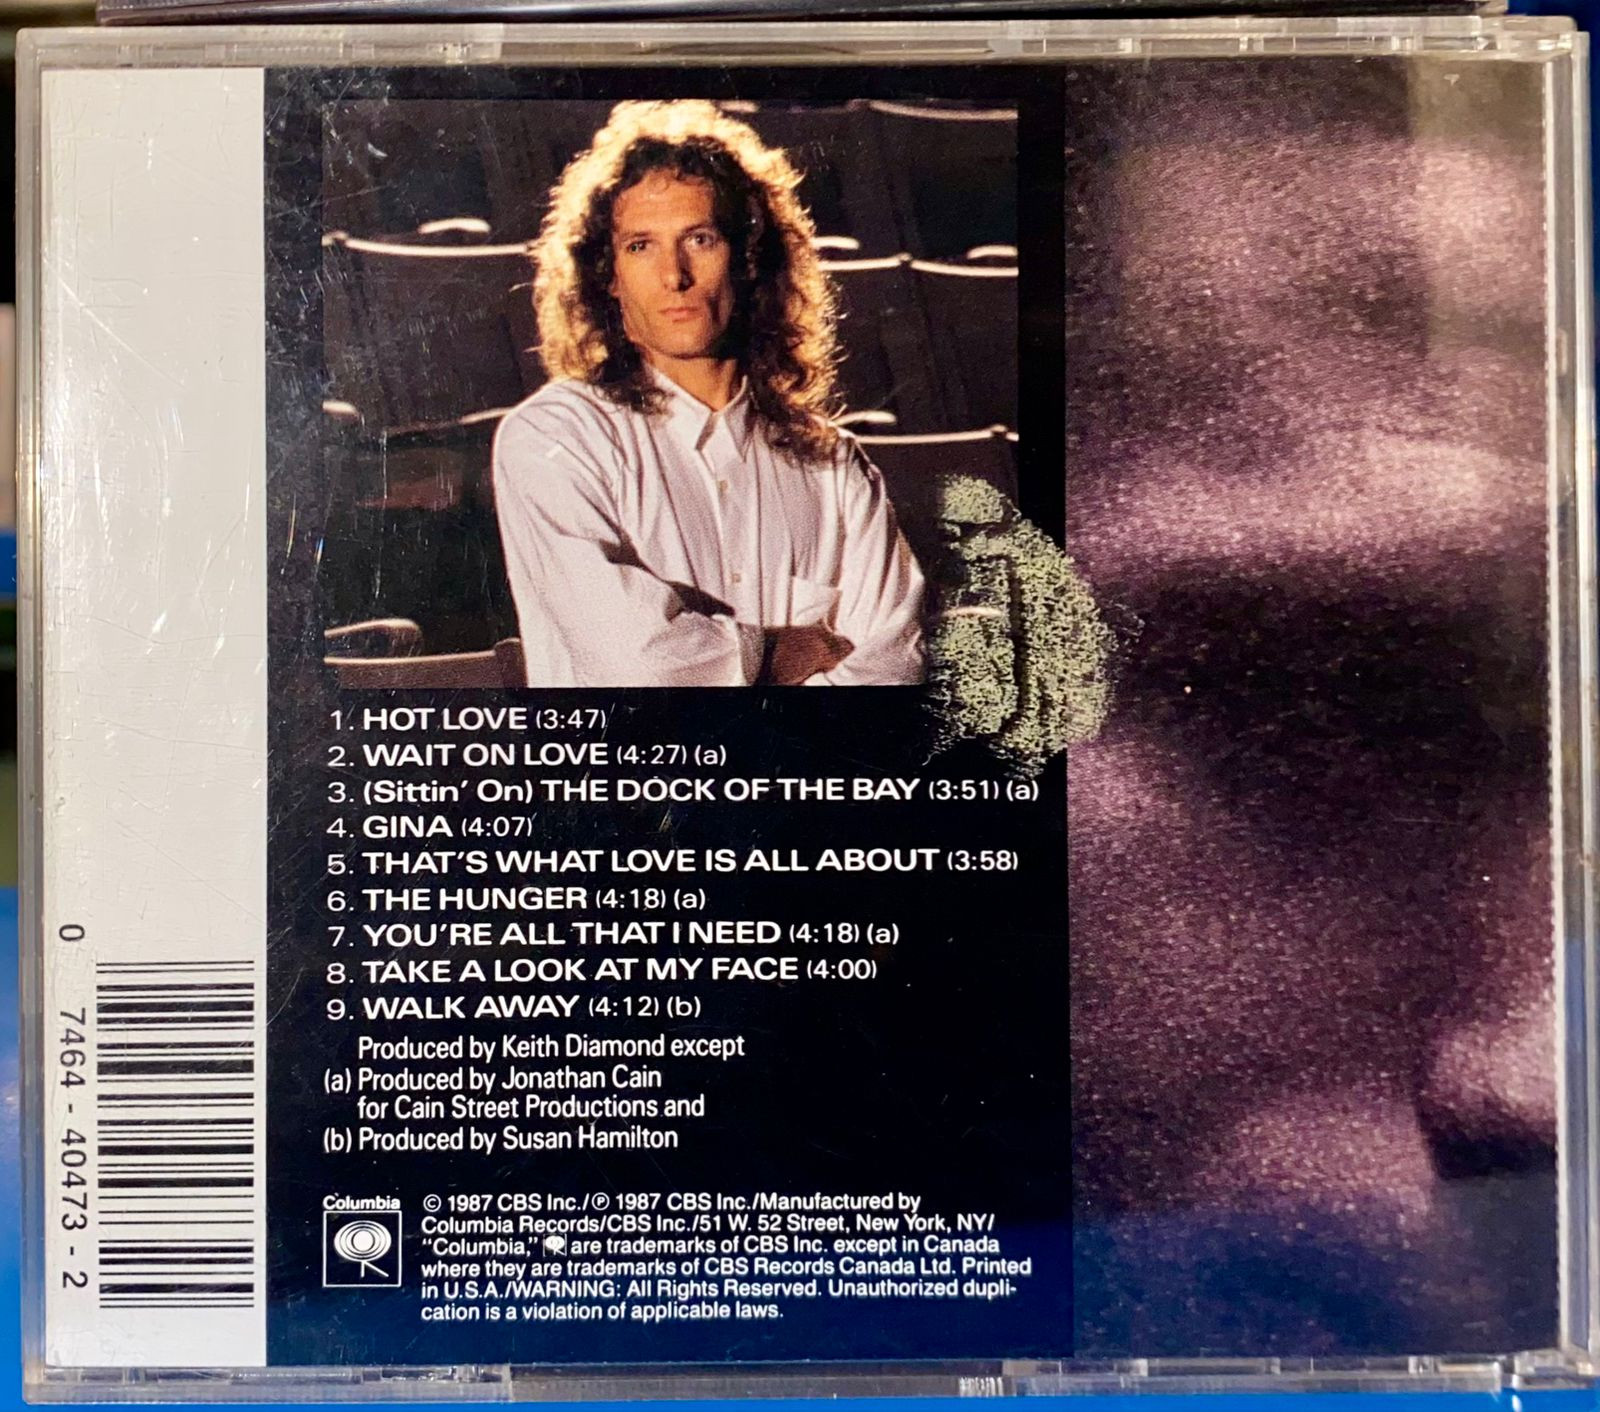 1. HOT LOVE (3:47)
2. WAIT ON LOVE (4:27) (a)
3. (Sittin' On) THE DOCK OF THE BAY (3:51) (a)
4. GINA (4:07)
5. THAT'S WHAT LOVE IS ALL ABOUT (3:58)
6. THE HUNGER (4:18) (a)
7. YOU'RE ALL THAT I NEED (4:18) (a)
8. TAKE A LOOK AT MY FACE (4:00)
9. WALK AWAY (4:12) (b)
Produced by Keith Diamond except
(a) Produced by Jonathan Cain
for Cain Street Productions and
(b) Produced by Susan Hamilton
Columbia
© 1987 CBS Inc./℗ 1987 CBS Inc./Manufactured by
Columbia Records/CBS Inc./51 W. 52 Street, New York, NY/
"Columbia," are trademarks of CBS Inc. except in Canada
where they are trademarks of CBS Records Canada Ltd. Printed
in U.S.A./WARNING: All Rights Reserved. Unauthorized dupli-
cation is a violation of applicable laws.
0 7464-40473-2